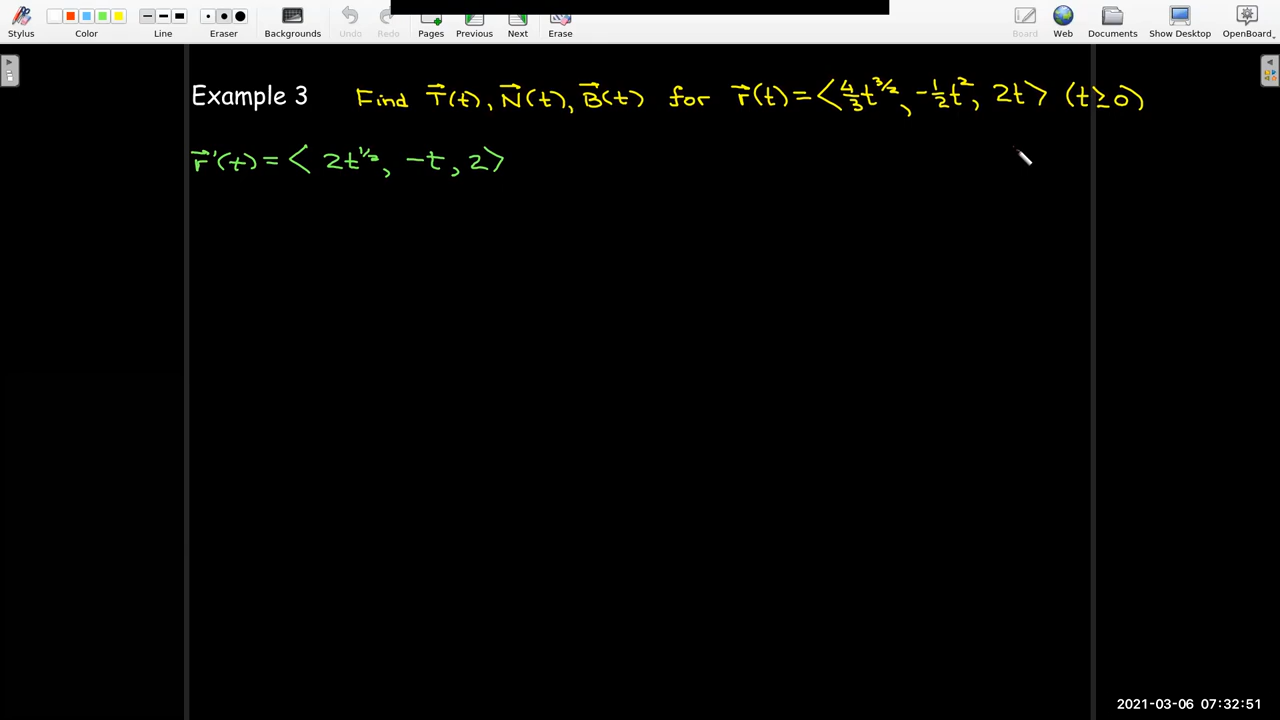 Stylus Color Line Eraser Backgrounds Undo Redo Pages Previous Next Erase Board Web Documents Show Desktop OpenBoard
Example 3 Find T⃗(t), N⃗(t), B⃗(t) for r⃗(t) = ⟨4/3 t^{3/2}, -1/2 t², 2t⟩ (t ≥ 0)
r⃗'(t) = ⟨ 2t^{1/2}, -t, 2⟩
2021-03-06 07:32:51